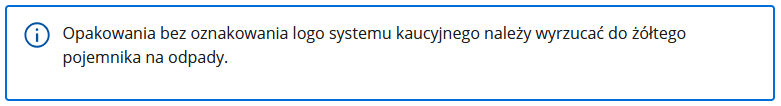 Opakowania bez oznakowania logo systemu kaucyjnego należy wyrzucać do żółtego
pojemnika na odpady.